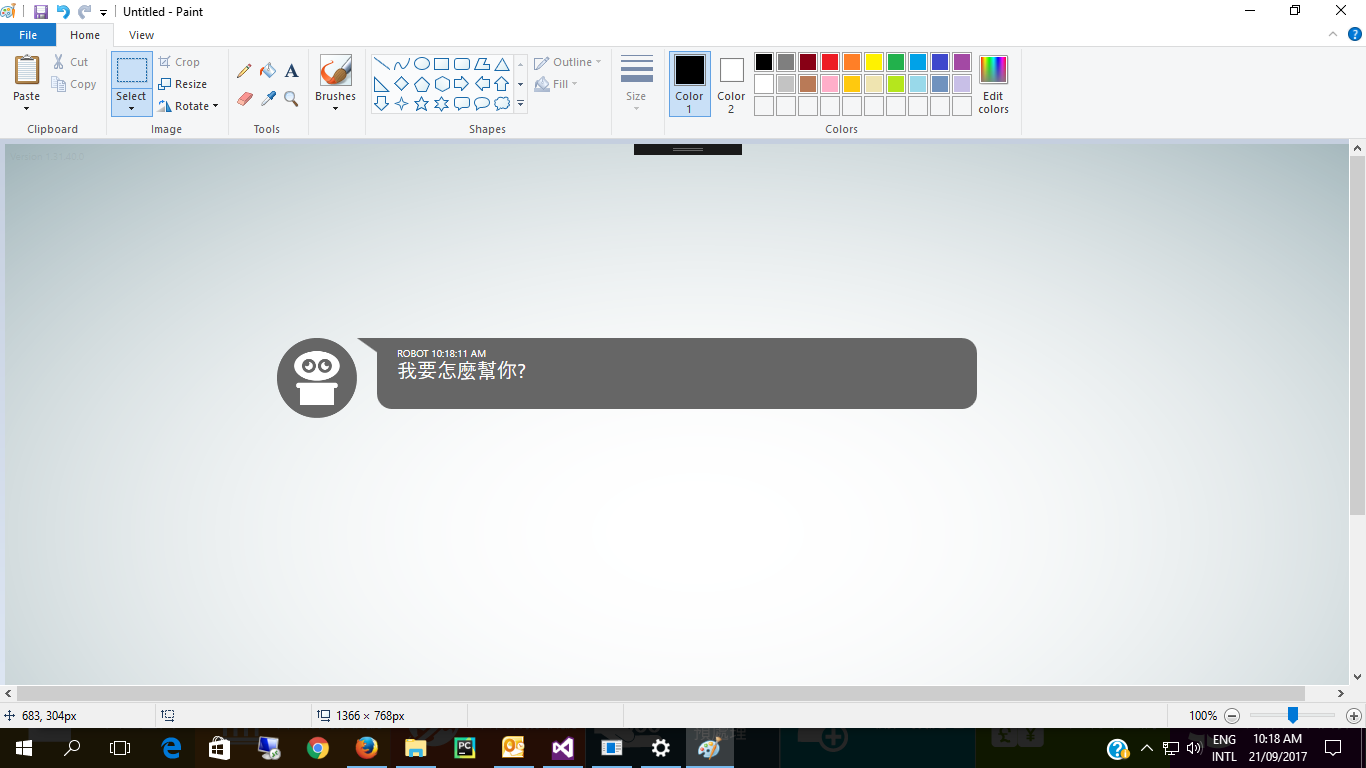 Untitled - Paint
File Home View
Paste
Cut
Copy
Clipboard
Select
Crop
Resize
Rotate
Image
Tools
Brushes
Shapes
Outline
Fill
Size
Color 1
Color 2
Edit colors
Colors
ROBOT 10:18:11 AM
我要怎麼幫你?
683, 304px
1366 × 768px
100%
ENG
INTL
10:18 AM
21/09/2017